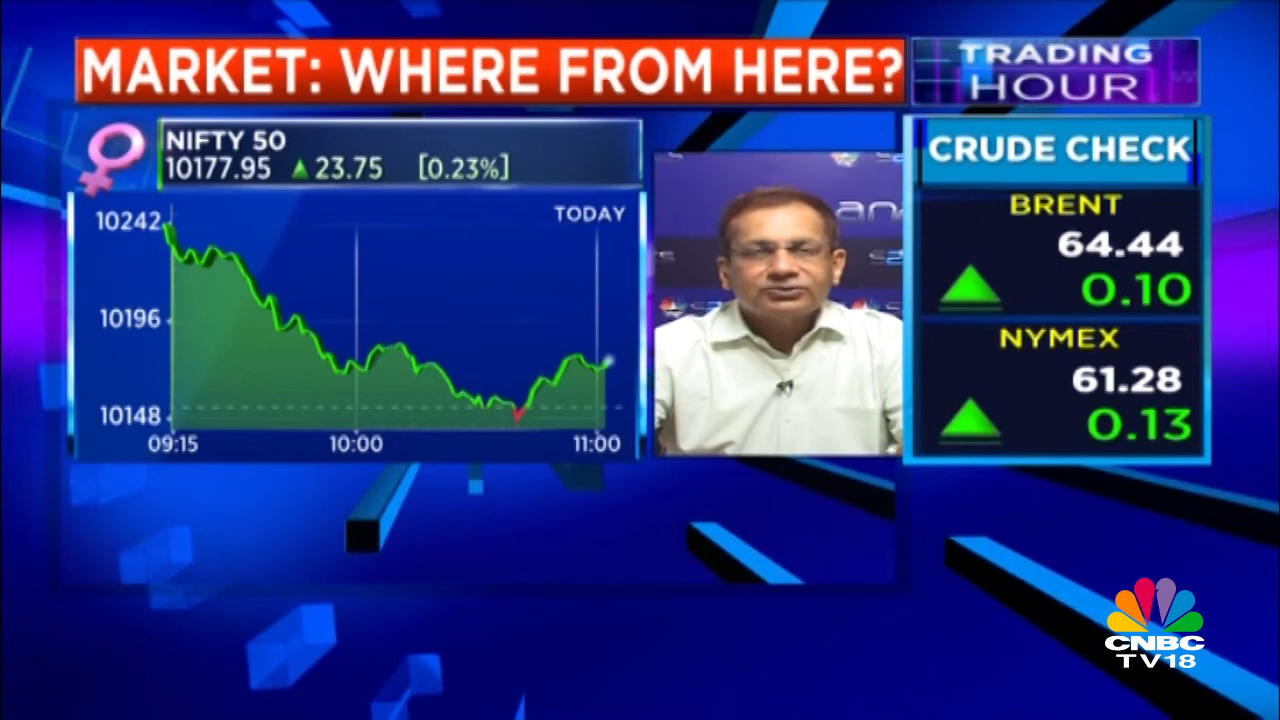 MARKET: WHERE FROM HERE?
TRADING
HOUR
NIFTY 50
10177.95 ▲ 23.75 [0.23%]
TODAY
10242
10196
10148
09:15 10:00 11:00
CRUDE CHECK
BRENT
64.44
0.10
NYMEX
61.28
0.13
CNBC
TV18